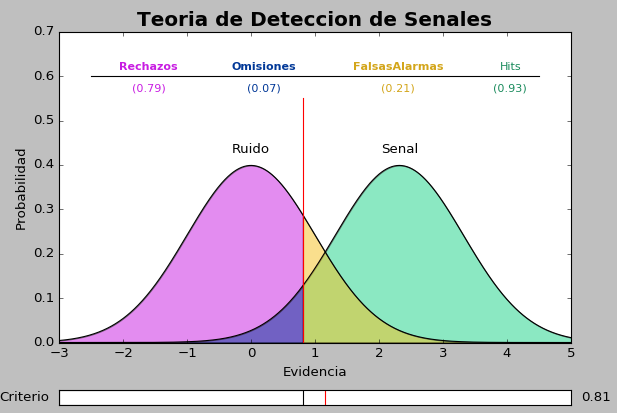 Teoria de Deteccion de Senales
0.7
0.6
0.5
0.4
0.3
0.2
0.1
0.0
Probabilidad
Rechazos Omisiones FalsasAlarmas Hits
(0.79) (0.07) (0.21) (0.93)
Ruido Senal
−3 −2 −1 0 1 2 3 4 5
Evidencia
Criterio 0.81